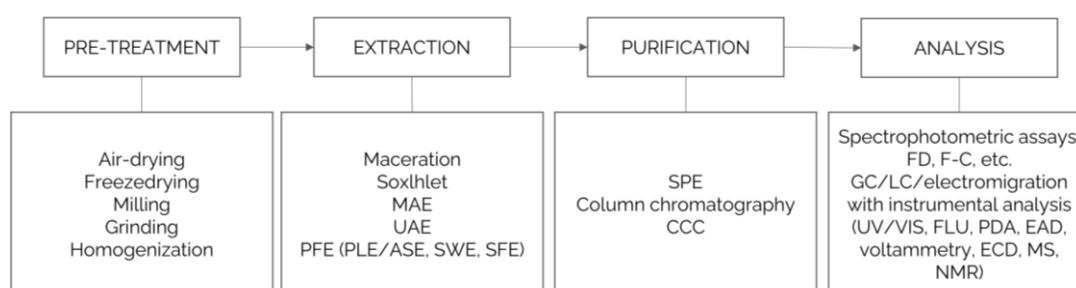 PRE-TREATMENT
EXTRACTION
PURIFICATION
ANALYSIS
Air-drying
Freezedrying
Milling
Grinding
Homogenization
Maceration
Soxlhlet
MAE
UAE
PFE (PLE/ASE, SWE, SFE)
SPE
Column chromatography
CCC
Spectrophotometric assays
FD, F-C, etc.
GC/LC/electromigration
with instrumental analysis
(UV/VIS, FLU, PDA, EAD,
voltammetry, ECD, MS,
NMR)